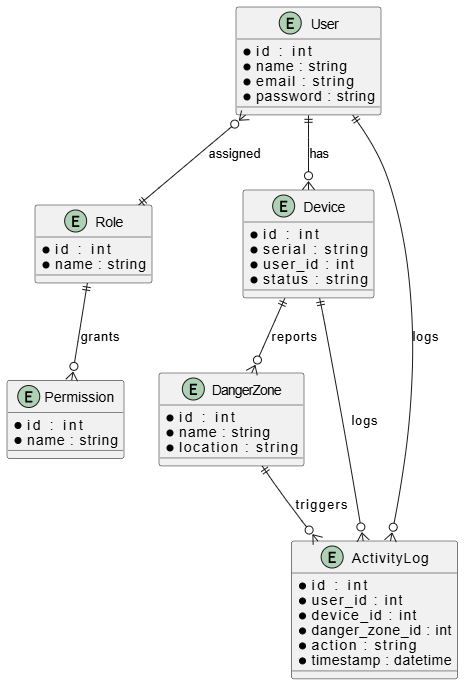 E User
id : int
name : string
email : string
password : string
assigned
has
E Role
id : int
name : string
E Device
id : int
serial : string
user_id : int
status : string
grants
reports
logs
E Permission
id : int
name : string
E DangerZone
id : int
name : string
location : string
logs
triggers
E ActivityLog
id : int
user_id : int
device_id : int
danger_zone_id : int
action : string
timestamp : datetime